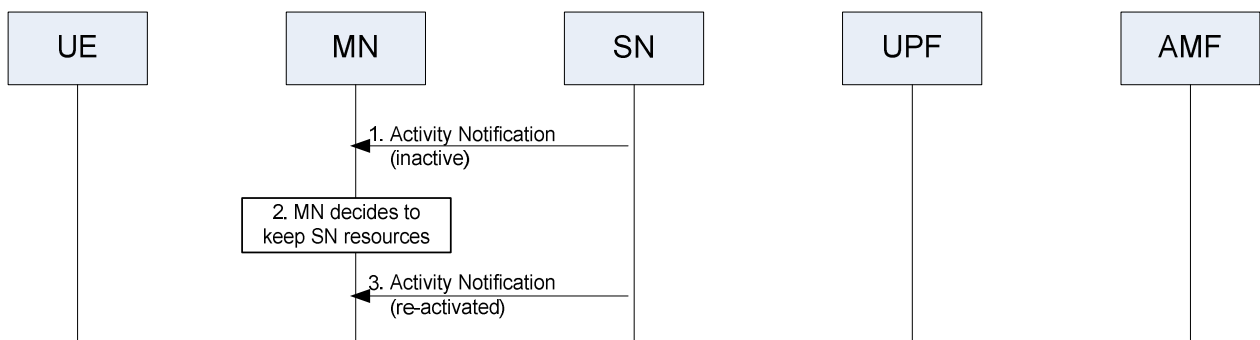 UE
MN
SN
UPF
AMF
1. Activity Notification
(inactive)
2. MN decides to
keep SN resources
3. Activity Notification
(re-activated)